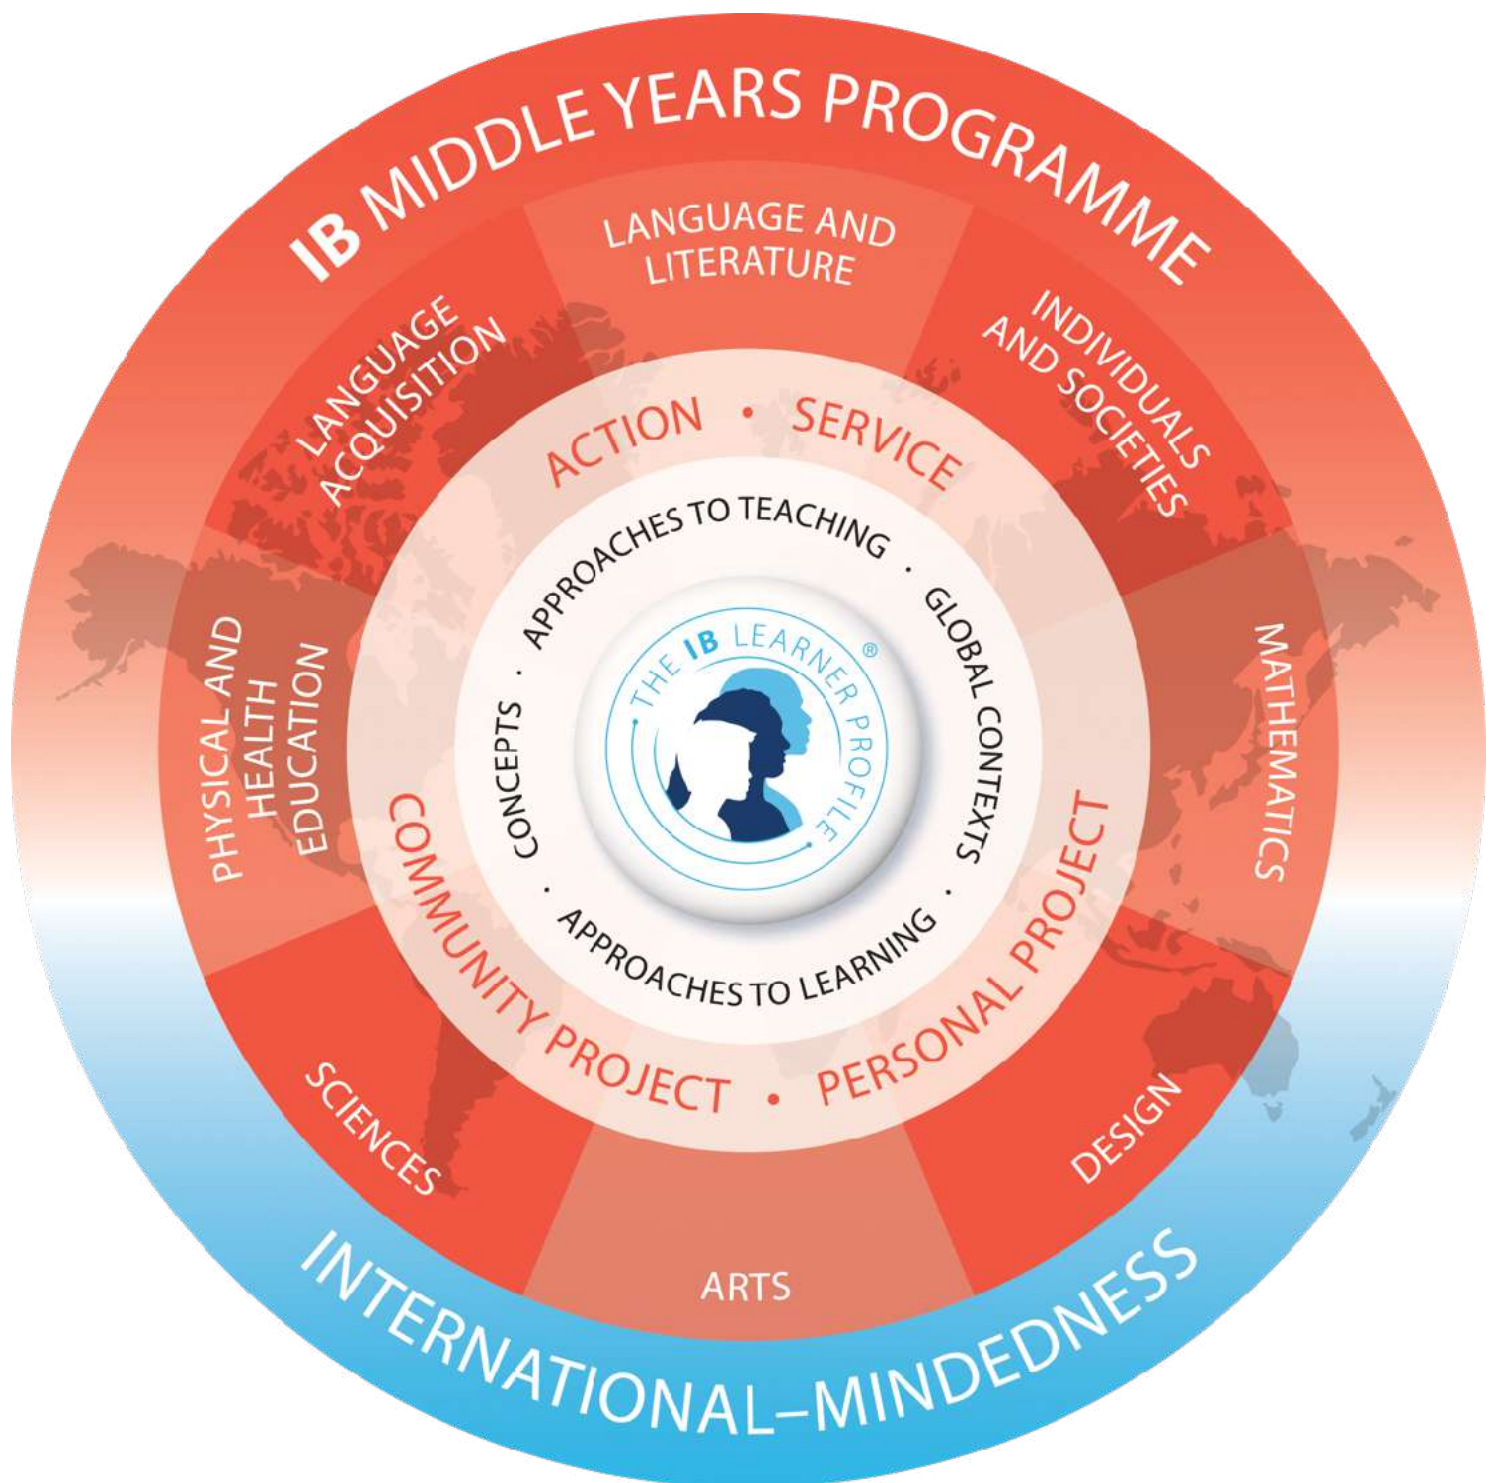 IB MIDDLE YEARS PROGRAMME
LANGUAGE AND
LITERATURE
INDIVIDUALS
AND SOCIETIES
MATHEMATICS
DESIGN
ARTS
SCIENCES
PHYSICAL AND
HEALTH
EDUCATION
LANGUAGE
ACQUISITION
ACTION • SERVICE
COMMUNITY PROJECT • PERSONAL PROJECT
APPROACHES TO TEACHING · GLOBAL CONTEXTS ·
APPROACHES TO LEARNING ·
CONCEPTS ·
THE IB LEARNER PROFILE ®
INTERNATIONAL–MINDEDNESS